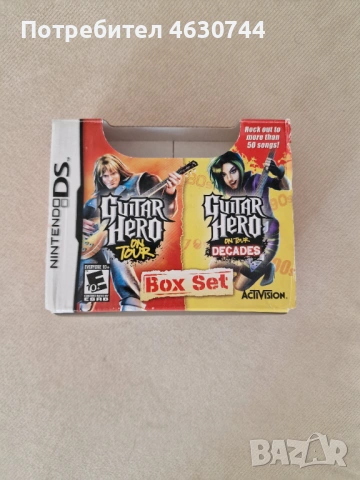 Потребител 4630744
Rock out to
more than
50 songs!
NINTENDO DS
GUITAR
HERO
ON
TOUR
GUITAR
HERO
ON TOUR
DECADES
EVERYONE 10+
ESRB
Box Set
ACTIVISION
BAZAR